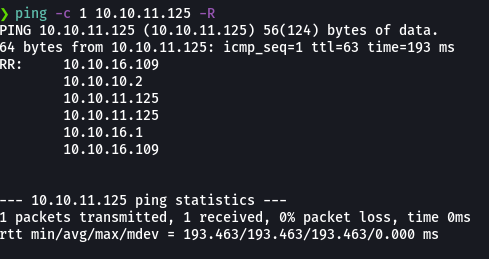 ❯ ping -c 1 10.10.11.125 -R
PING 10.10.11.125 (10.10.11.125) 56(124) bytes of data.
64 bytes from 10.10.11.125: icmp_seq=1 ttl=63 time=193 ms
RR: 10.10.16.109
10.10.10.2
10.10.11.125
10.10.11.125
10.10.16.1
10.10.16.109
--- 10.10.11.125 ping statistics ---
1 packets transmitted, 1 received, 0% packet loss, time 0ms
rtt min/avg/max/mdev = 193.463/193.463/193.463/0.000 ms